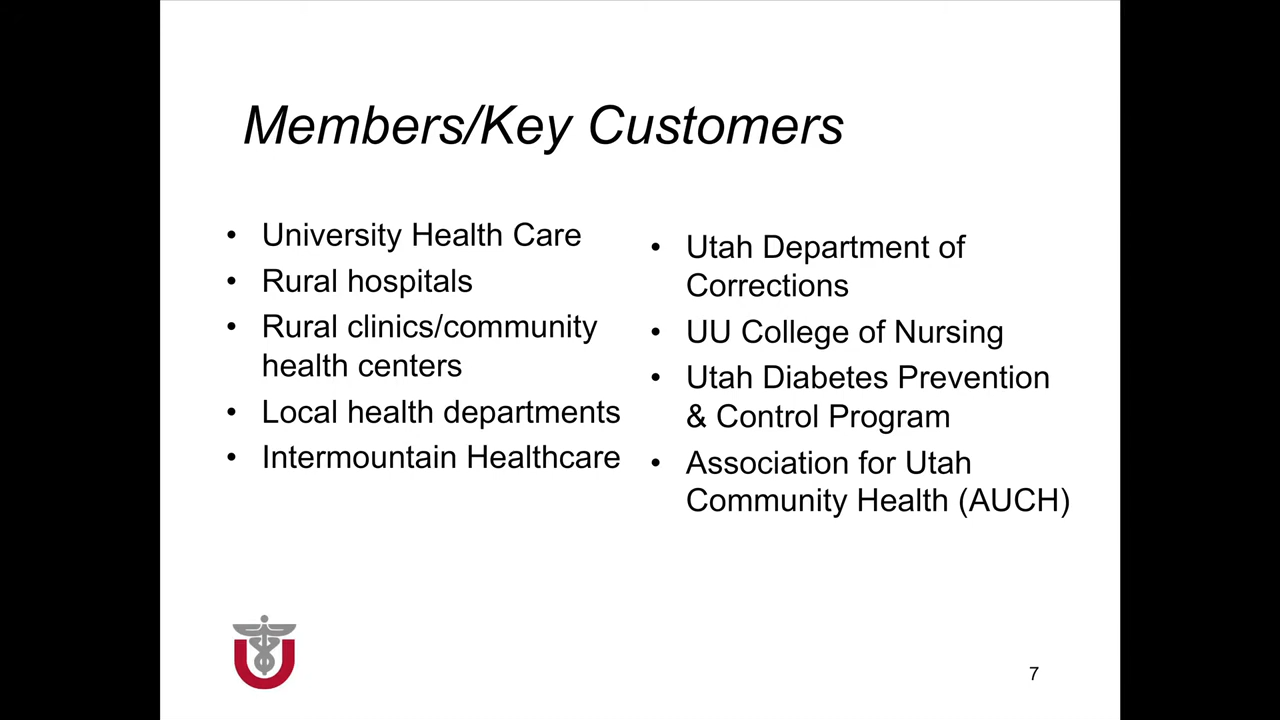 Members/Key Customers
• University Health Care
• Rural hospitals
• Rural clinics/community
health centers
• Local health departments
• Intermountain Healthcare
• Utah Department of
Corrections
• UU College of Nursing
• Utah Diabetes Prevention
& Control Program
• Association for Utah
Community Health (AUCH)
U
7